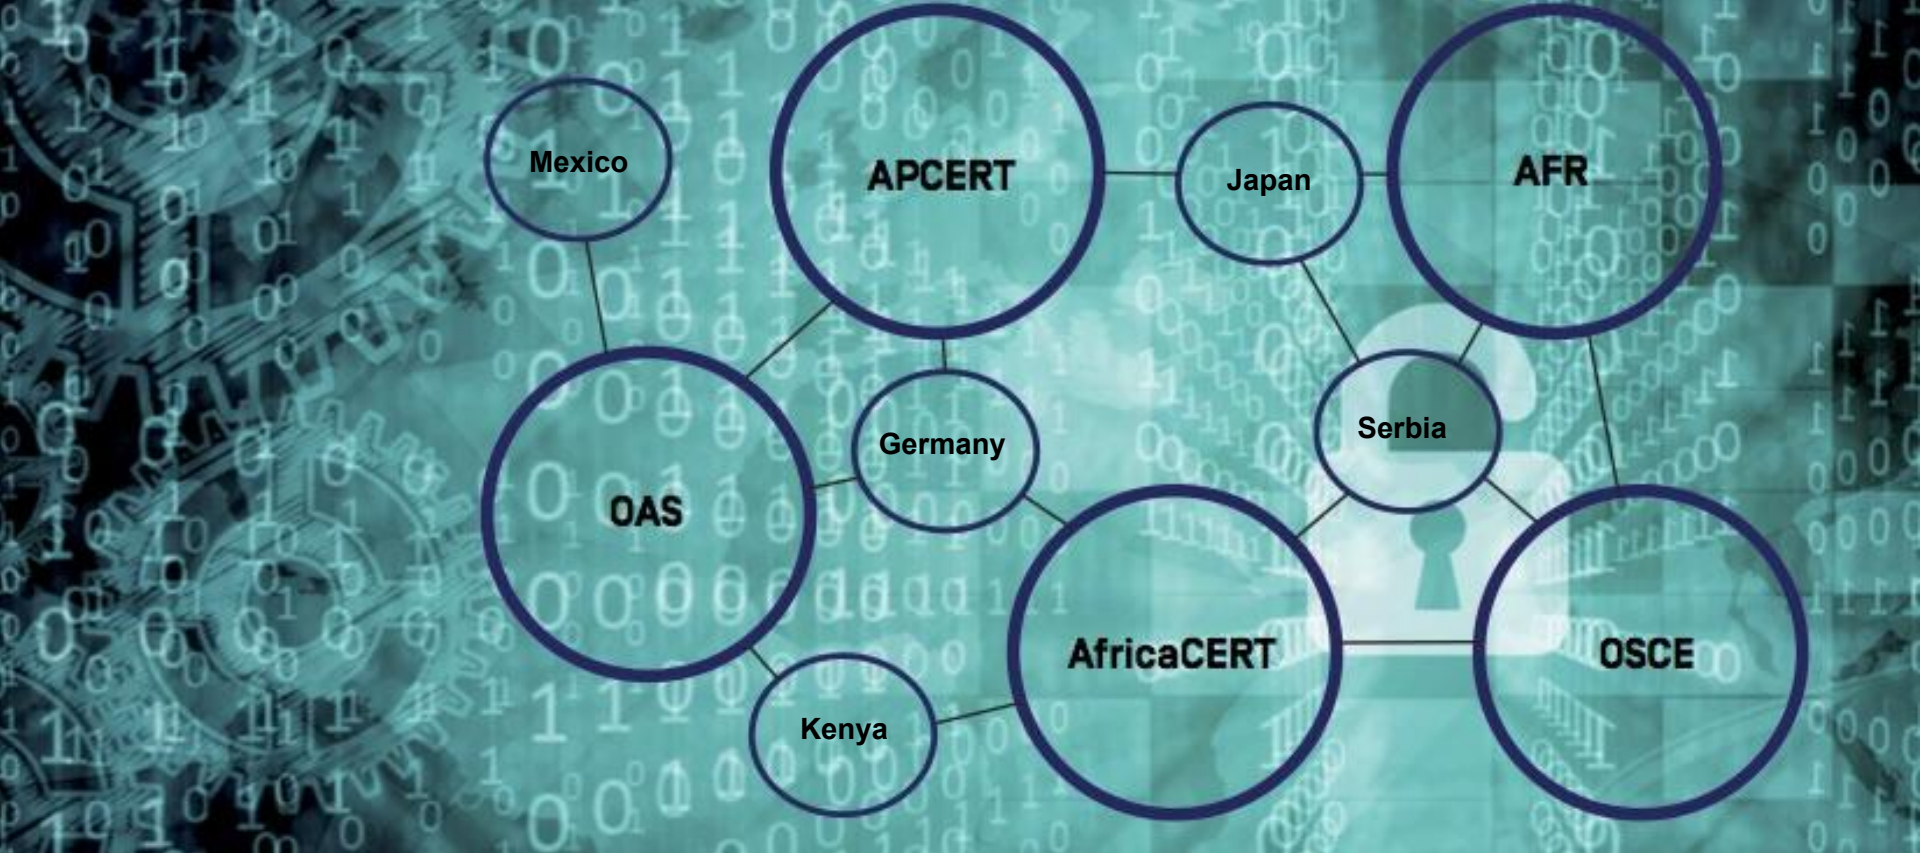 Mexico
APCERT
Japan
AFR
Germany
Serbia
OAS
AfricaCERT
OSCE
Kenya